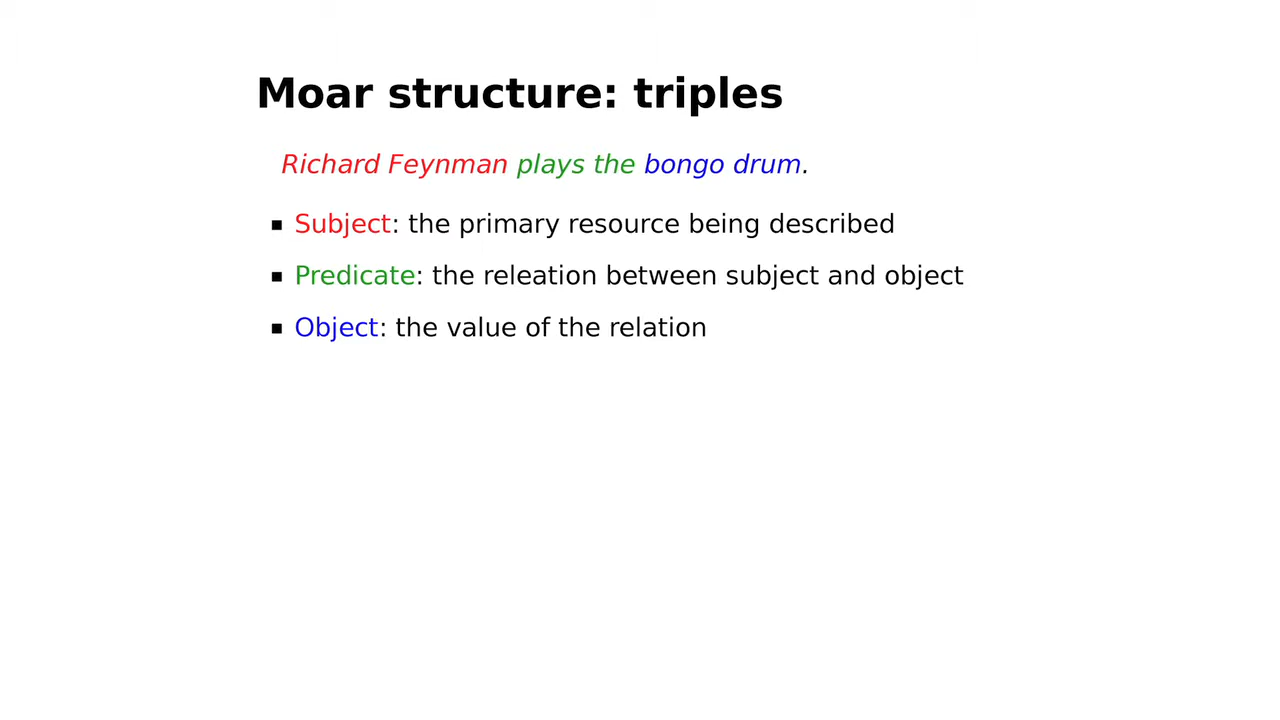 Moar structure: triples
Richard Feynman plays the bongo drum.
▪ Subject: the primary resource being described
▪ Predicate: the releation between subject and object
▪ Object: the value of the relation